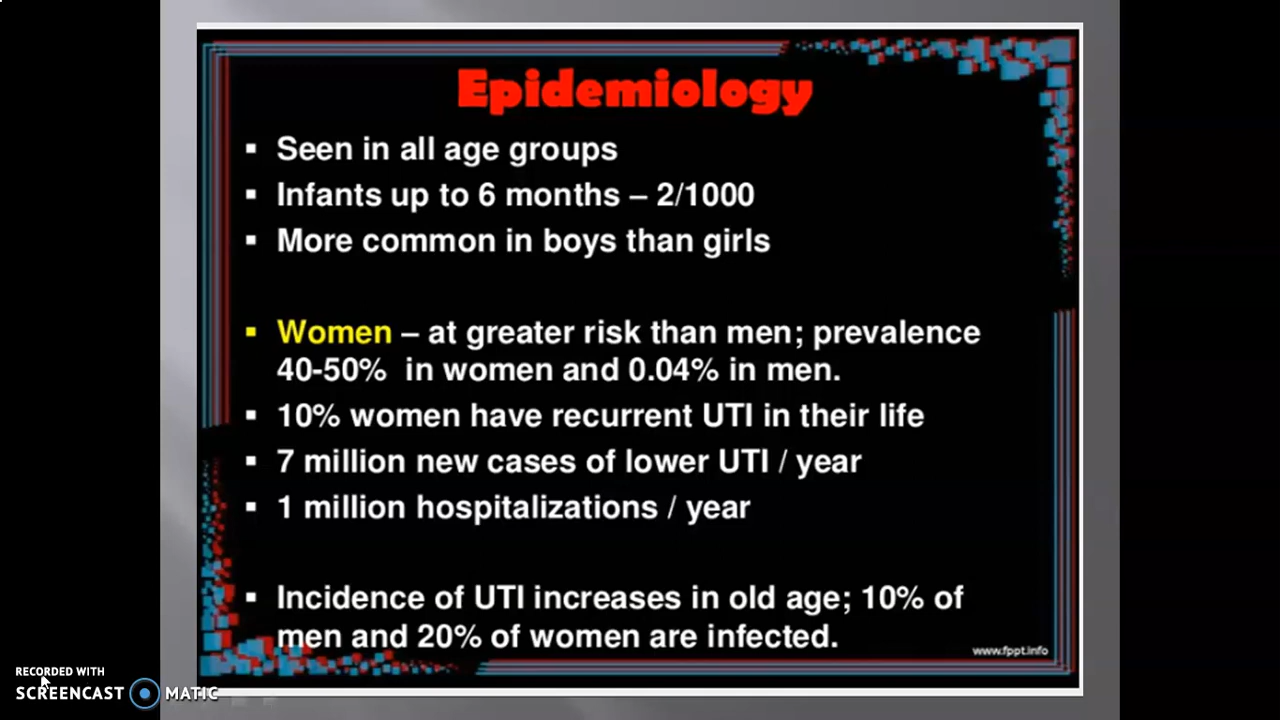 Epidemiology
▪ Seen in all age groups
▪ Infants up to 6 months – 2/1000
▪ More common in boys than girls
▪ Women – at greater risk than men; prevalence
40-50%  in women and 0.04% in men.
▪ 10% women have recurrent UTI in their life
▪ 7 million new cases of lower UTI / year
▪ 1 million hospitalizations / year
▪ Incidence of UTI increases in old age; 10% of
men and 20% of women are infected.
www.fppt.info
RECORDED WITH
SCREENCAST MATIC